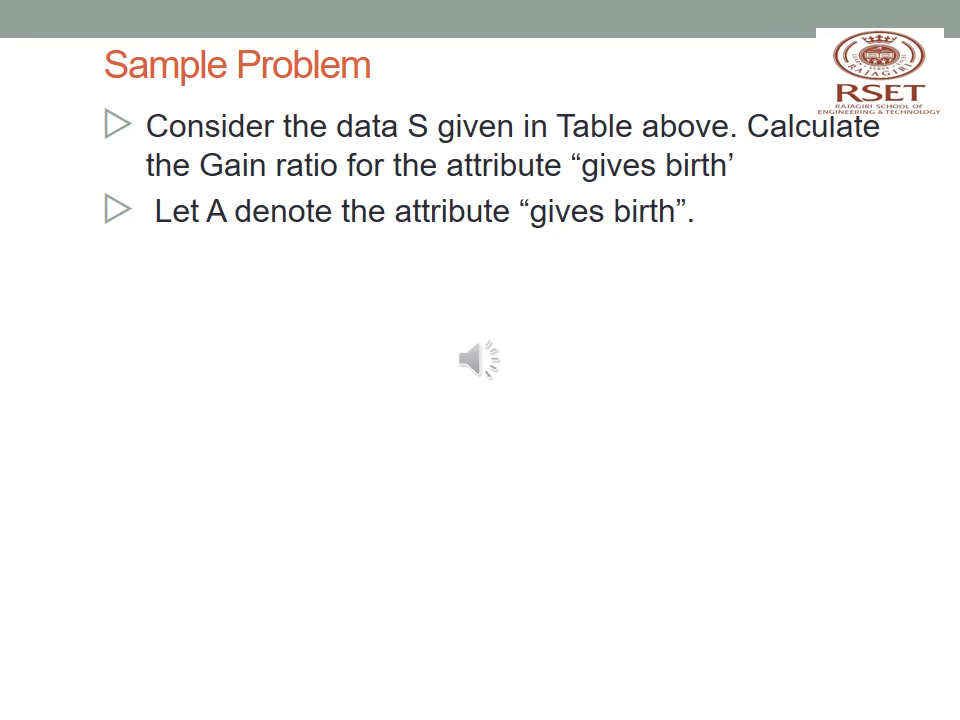 Sample Problem
RAJAGIRI
RSET
RAJAGIRI SCHOOL OF
ENGINEERING & TECHNOLOGY
Consider the data S given in Table above. Calculate
the Gain ratio for the attribute “gives birth’
Let A denote the attribute “gives birth”.